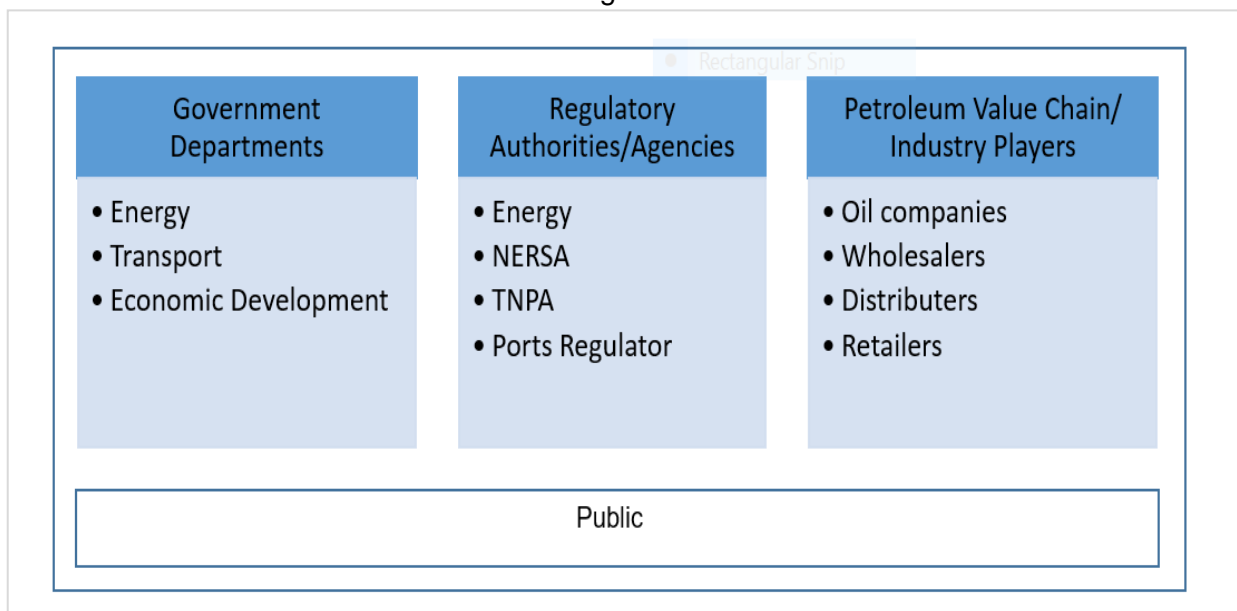 • Rectangular Snip
Government
Departments
• Energy
• Transport
• Economic Development
Regulatory
Authorities/Agencies
• Energy
• NERSA
• TNPA
• Ports Regulator
Petroleum Value Chain/
Industry Players
• Oil companies
• Wholesalers
• Distributers
• Retailers
Public